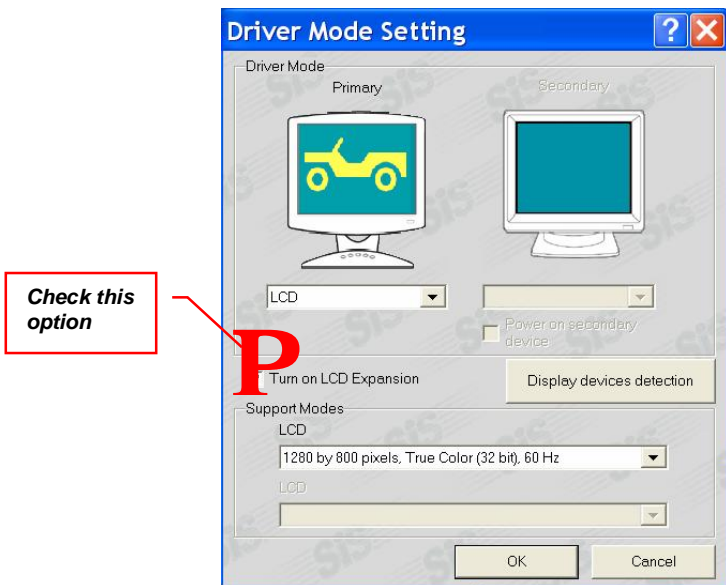 Driver Mode Setting
Driver Mode
Primary
Secondary
LCD
Check this
option
Power on secondary
device
P
Turn on LCD Expansion
Display devices detection
Support Modes
LCD
1280 by 800 pixels, True Color (32 bit), 60 Hz
LCD
OK
Cancel
SiS